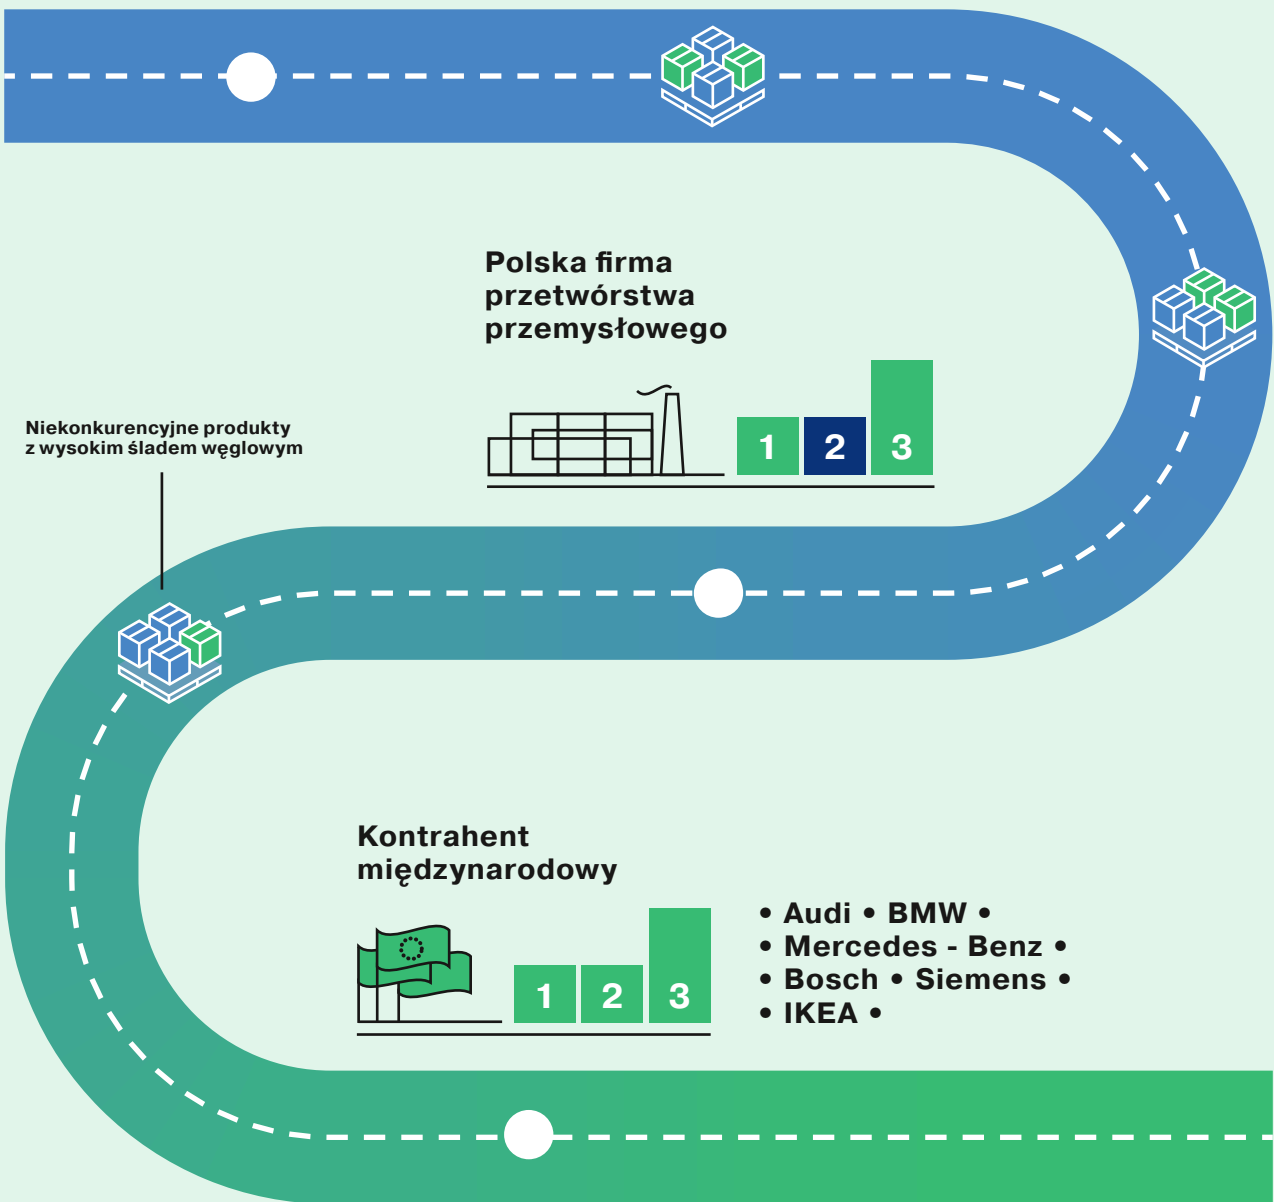 Polska firma
przetwórstwa
przemysłowego
1 2 3
Niekonkurencyjne produkty
z wysokim śladem węglowym
Kontrahent
międzynarodowy
1 2 3
• Audi • BMW •
• Mercedes - Benz •
• Bosch • Siemens •
• IKEA •